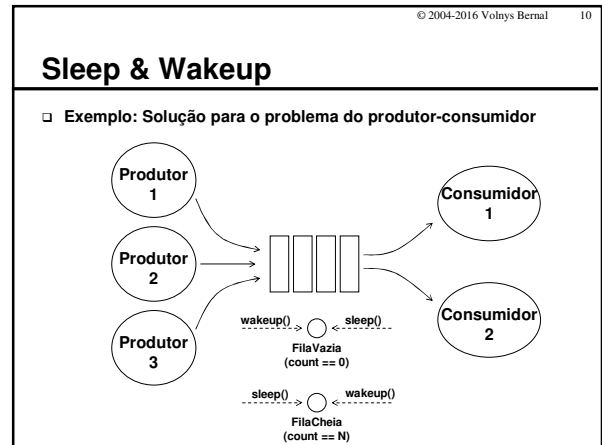 © 2004-2016 Volnys Bernal 10
Sleep & Wakeup
Exemplo: Solução para o problema do produtor-consumidor
Produtor
1
Produtor
2
Produtor
3
Consumidor
1
Consumidor
2
wakeup() sleep()
FilaVazia
(count == 0)
sleep() wakeup()
FilaCheia
(count == N)